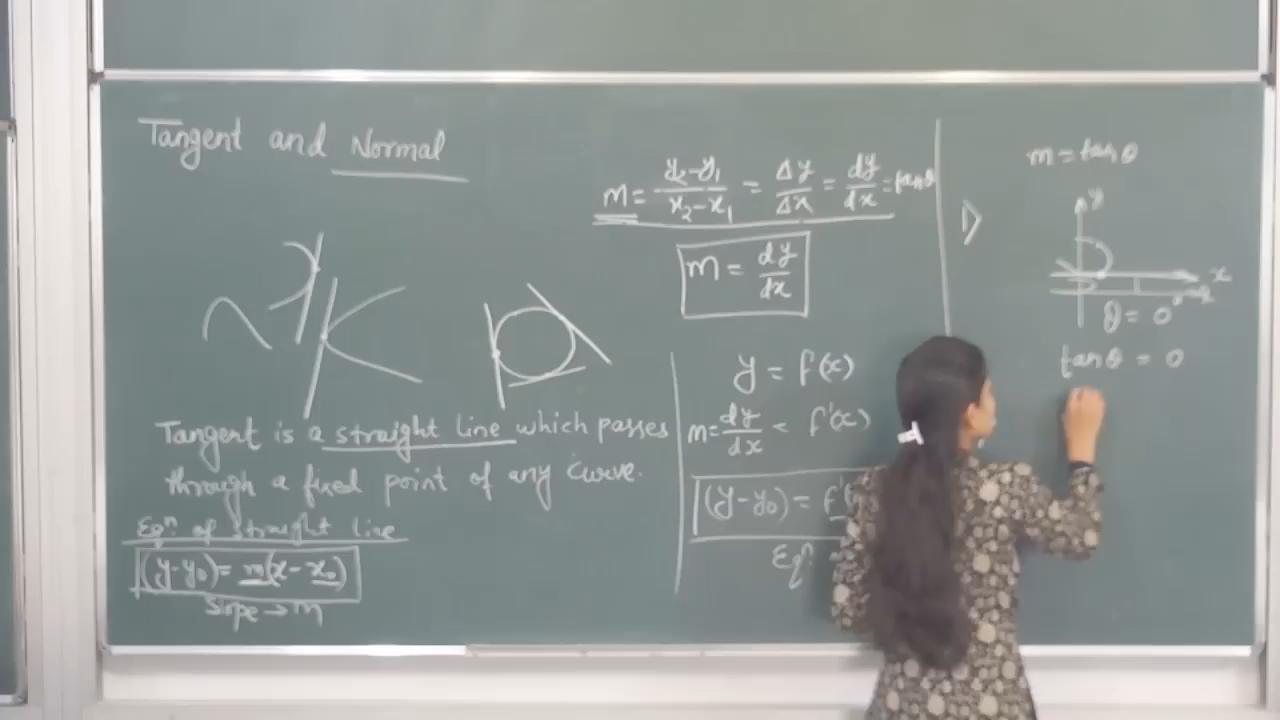 Tangent and Normal
Tangent is a straight line which passes
through a fixed point of any curve.
Eqn. of straight line
(y-y₀) = m(x-x₀)
Slope → m
m = y₂-y₁/x₂-x₁ = Δy/Δx = dy/dx = tanθ
m = dy/dx
y = f(x)
m = dy/dx = f'(x)
(y-y₀) = f'(
Eqn
m = tanθ
y
x
θ = 0°
tanθ = 0